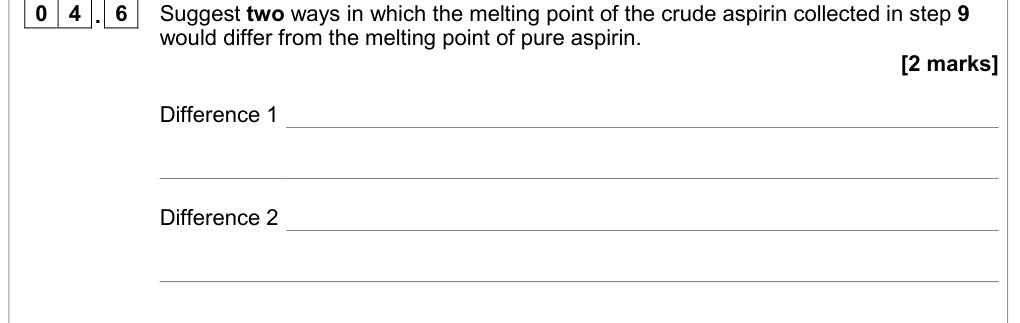 0 4 . 6 Suggest two ways in which the melting point of the crude aspirin collected in step 9
would differ from the melting point of pure aspirin.
[2 marks]
Difference 1
Difference 2